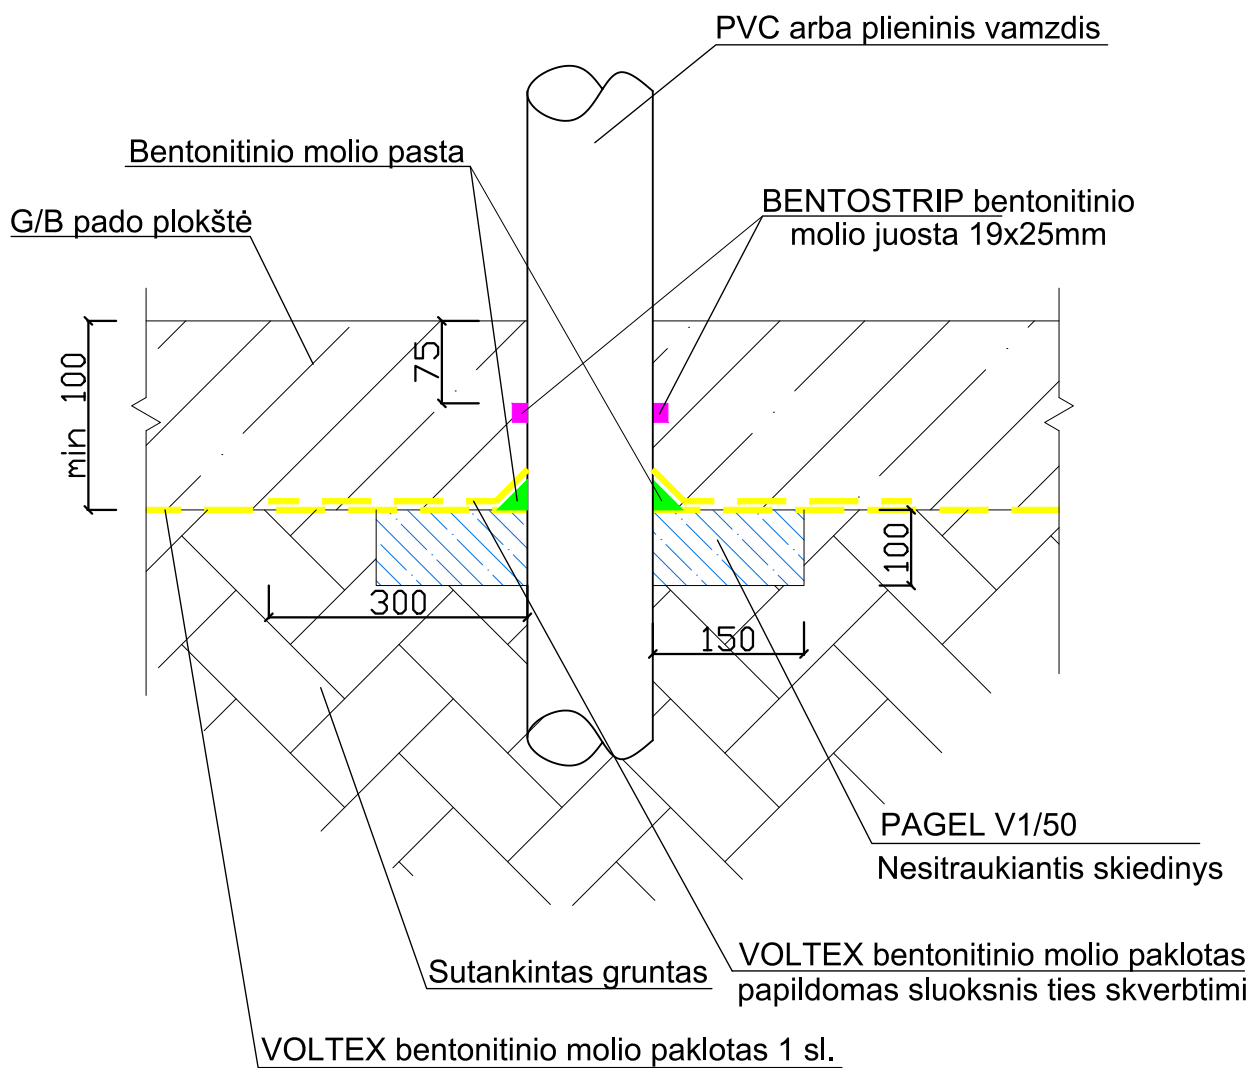 PVC arba plieninis vamzdis
Bentonitinio molio pasta
BENTOSTRIP bentonitinio
molio juosta 19x25mm
G/B pado plokštė
min 100
75
100
300
150
PAGEL V1/50
Nesitraukiantis skiedinys
VOLTEX bentonitinio molio paklotas
papildomas sluoksnis ties skverbtimi
Sutankintas gruntas
VOLTEX bentonitinio molio paklotas 1 sl.